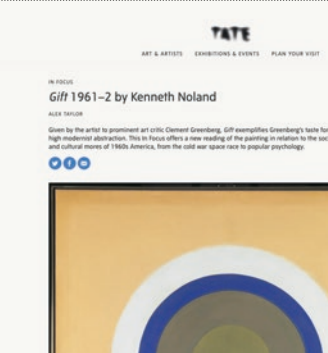 TATE
ART & ARTISTS EXHIBITIONS & EVENTS PLAN YOUR VISIT
IN FOCUS
Gift 1961–2 by Kenneth Noland
ALEX TAYLOR
Given by the artist to prominent art critic Clement Greenberg, Gift exemplifies Greenberg's taste for
high modernist abstraction. This In Focus offers a new reading of the painting in relation to the soc
and cultural mores of 1960s America, from the cold war space race to popular psychology.